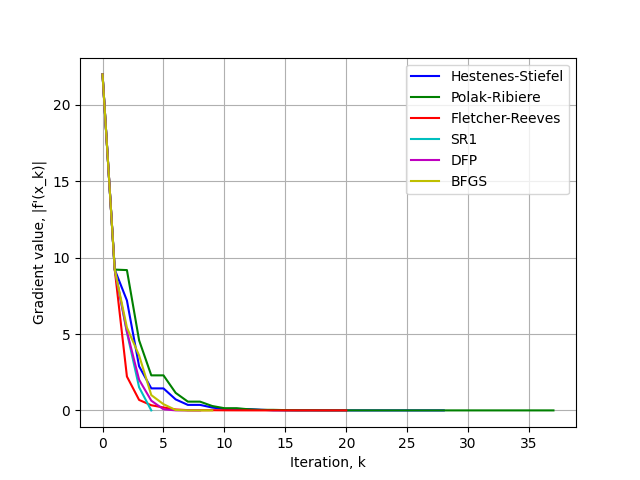 Hestenes-Stiefel
Polak-Ribiere
Fletcher-Reeves
SR1
DFP
BFGS
Gradient value, |f'(x_k)|
20
15
10
5
0
0 5 10 15 20 25 30 35
Iteration, k